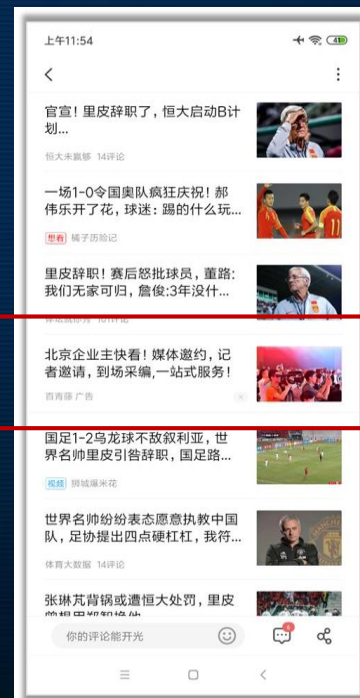 上午11:54
41
官宣！里皮辞职了，恒大启动B计
划...
恒大未赢够 14评论
一场1-0令国奥队疯狂庆祝！郝
伟乐开了花，球迷：踢的什么玩...
想看 橘子历险记
里皮辞职！赛后怒批球员，董路:
我们无家可归，詹俊:3年没什...
北京企业主快看！媒体邀约，记
者邀请，到场采编,一站式服务！
百青藤 广告
国足1-2乌龙球不敌叙利亚，世
界名帅里皮引咎辞职，国足路...
视频 狮城爆米花
世界名帅纷纷表态愿意执教中国
队，足协提出四点硬杠杠，我符...
体育大数据 14评论
张琳芃背锅或遭恒大处罚，里皮
你的评论能开光